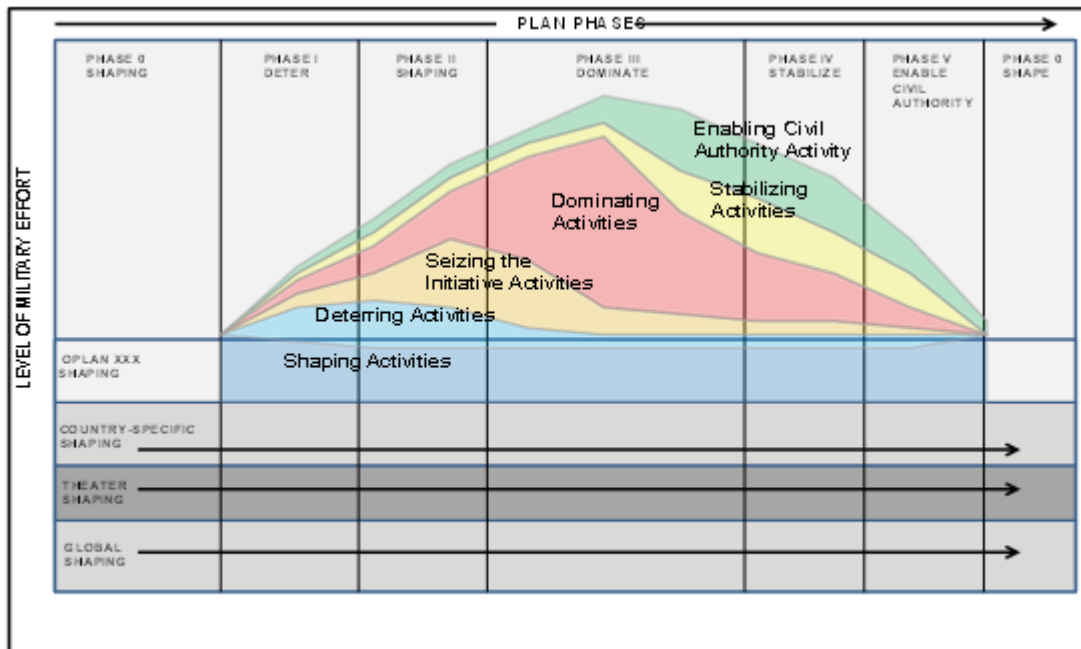 PLAN PHASES
PHASE 0
SHAPING
PHASE I
DETER
PHASE II
SHAPING
PHASE III
DOMINATE
PHASE IV
STABILIZE
PHASE V
ENABLE
CIVIL
AUTHORITY
PHASE 0
SHAPE
LEVEL OF MILITARY EFFORT
Enabling Civil
Authority Activity
Stabilizing
Activities
Dominating
Activities
Seizing the
Initiative Activities
Deterring Activities
Shaping Activities
OPLAN XXX
SHAPING
COUNTRY-SPECIFIC
SHAPING
THEATER
SHAPING
GLOBAL
SHAPING